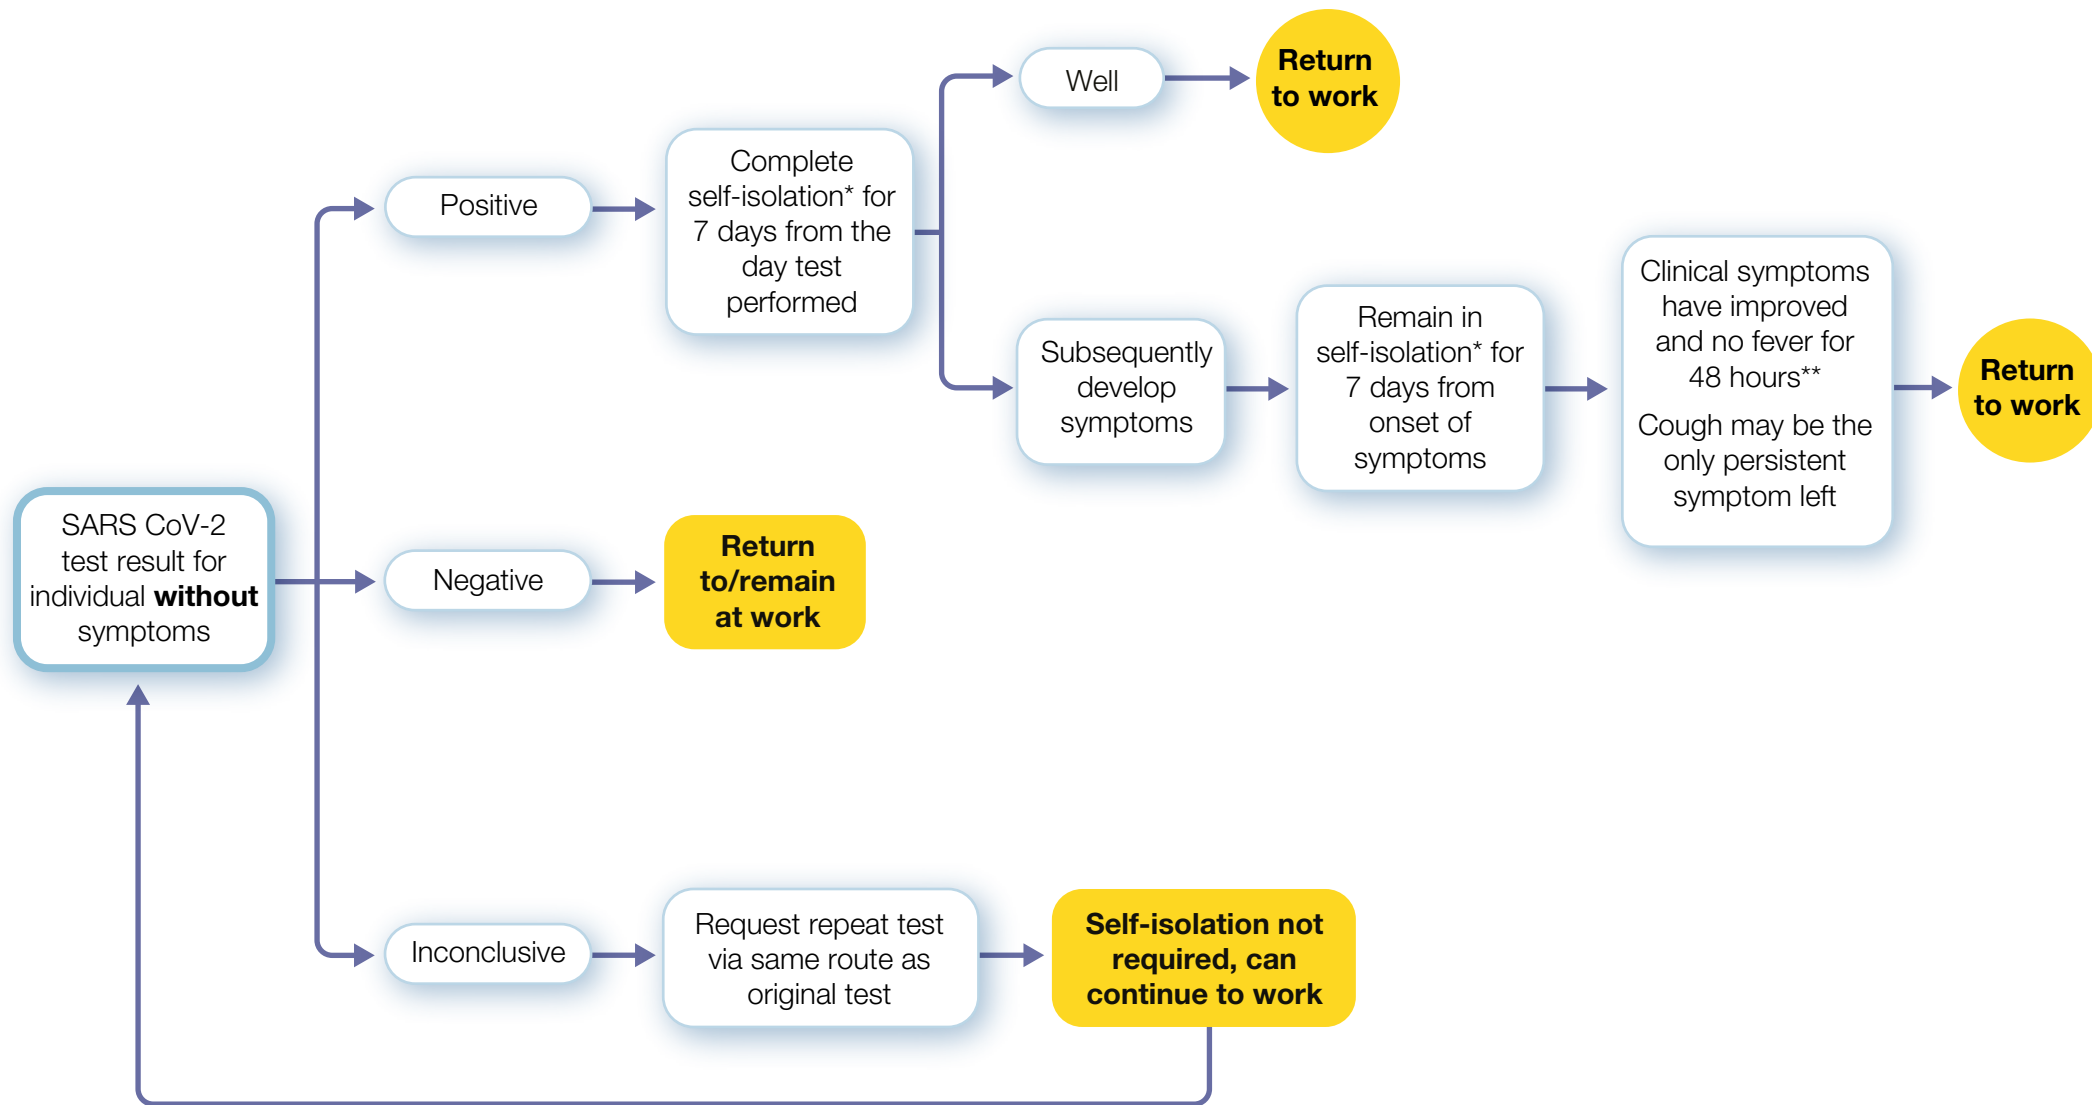 SARS CoV-2
test result for
individual without
symptoms
Positive
Complete
self-isolation* for
7 days from the
day test
performed
Well
Return
to work
Subsequently
develop
symptoms
Remain in
self-isolation* for
7 days from
onset of
symptoms
Clinical symptoms
have improved
and no fever for
48 hours**
Cough may be the
only persistent
symptom left
Return
to work
Negative
Return
to/remain
at work
Inconclusive
Request repeat test
via same route as
original test
Self-isolation not
required, can
continue to work